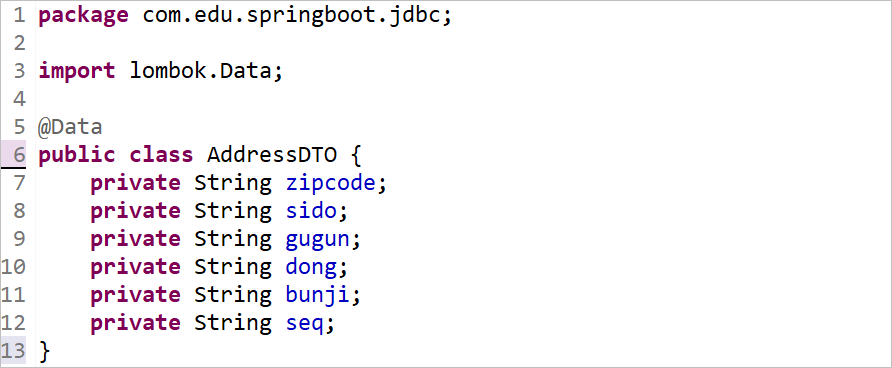 1 package com.edu.springboot.jdbc;
2
3 import lombok.Data;
4
5 @Data
6 public class AddressDTO {
7     private String zipcode;
8     private String sido;
9     private String gugun;
10     private String dong;
11     private String bunji;
12     private String seq;
13 }